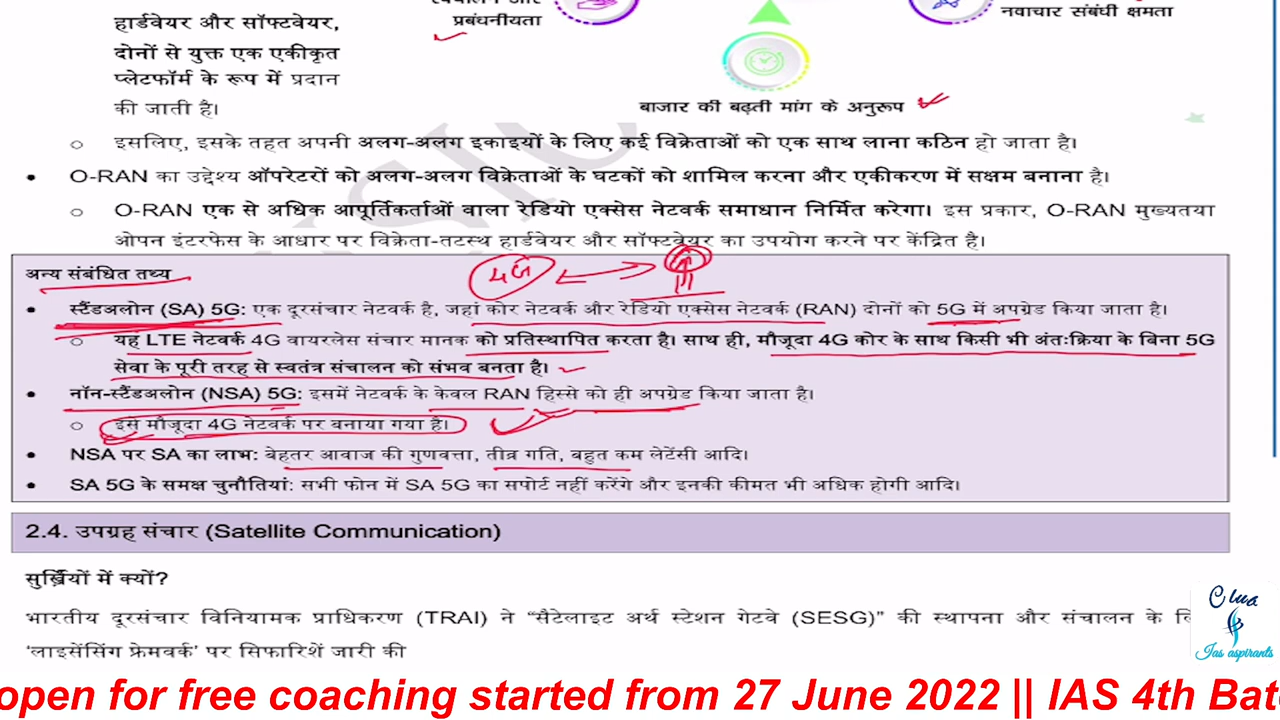 प्रबंधनीयता
नवाचार संबंधी क्षमता
हार्डवेयर और सॉफ्टवेयर,
दोनों से युक्त एक एकीकृत
प्लेटफॉर्म के रूप में प्रदान
की जाती है।
बाजार की बढ़ती मांग के अनुरूप
○ इसलिए, इसके तहत अपनी अलग-अलग इकाइयों के लिए कई विक्रेताओं को एक साथ लाना कठिन हो जाता है।
• O-RAN का उद्देश्य ऑपरेटरों को अलग-अलग विक्रेताओं के घटकों को शामिल करना और एकीकरण में सक्षम बनाना है।
○ O-RAN एक से अधिक आपूर्तिकर्ताओं वाला रेडियो एक्सेस नेटवर्क समाधान निर्मित करेगा। इस प्रकार, O-RAN मुख्यतया
ओपन इंटरफेस के आधार पर विक्रेता-तटस्थ हार्डवेयर और सॉफ्टवेयर का उपयोग करने पर केंद्रित है।
अन्य संबंधित तथ्य
4G
• स्टैंडअलोन (SA) 5G: एक दूरसंचार नेटवर्क है, जहां कोर नेटवर्क और रेडियो एक्सेस नेटवर्क (RAN) दोनों को 5G में अपग्रेड किया जाता है।
○ यह LTE नेटवर्क 4G वायरलेस संचार मानक को प्रतिस्थापित करता है। साथ ही, मौजूदा 4G कोर के साथ किसी भी अंतःक्रिया के बिना 5G
सेवा के पूरी तरह से स्वतंत्र संचालन को संभव बनता है।
• नॉन-स्टैंडअलोन (NSA) 5G: इसमें नेटवर्क के केवल RAN हिस्से को ही अपग्रेड किया जाता है।
○ इसे मौजूदा 4G नेटवर्क पर बनाया गया है।
• NSA पर SA का लाभ: बेहतर आवाज की गुणवत्ता, तीव्र गति, बहुत कम लेटेंसी आदि।
• SA 5G के समक्ष चुनौतियां: सभी फोन में SA 5G का सपोर्ट नहीं करेंगे और इनकी कीमत भी अधिक होगी आदि।
2.4. उपग्रह संचार (Satellite Communication)
सुर्ख़ियों में क्यों?
भारतीय दूरसंचार विनियामक प्राधिकरण (TRAI) ने “सैटेलाइट अर्थ स्टेशन गेटवे (SESG)” की स्थापना और संचालन के
‘लाइसेंसिंग फ्रेमवर्क’ पर सिफारिशें जारी की
Ias aspirants
open for free coaching started from 27 June 2022 || IAS 4th Bat